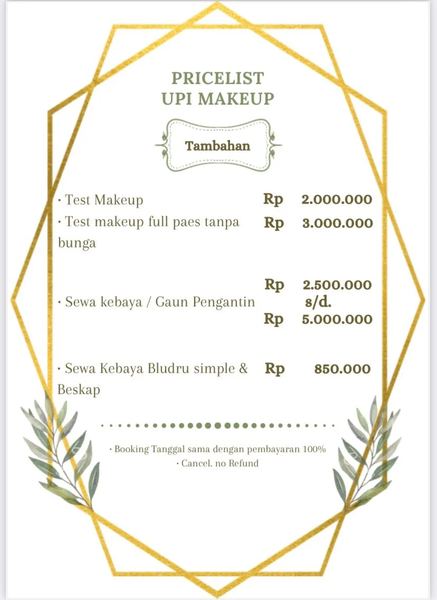 PRICELIST
UPI MAKEUP
Tambahan
· Test Makeup Rp 2.000.000
· Test makeup full paes tanpa Rp 3.000.000
bunga
Rp 2.500.000
· Sewa kebaya / Gaun Pengantin s/d.
Rp 5.000.000
· Sewa Kebaya Bludru simple & Rp 850.000
Beskap
· Booking Tanggal sama dengan pembayaran 100%
· Cancel. no Refund